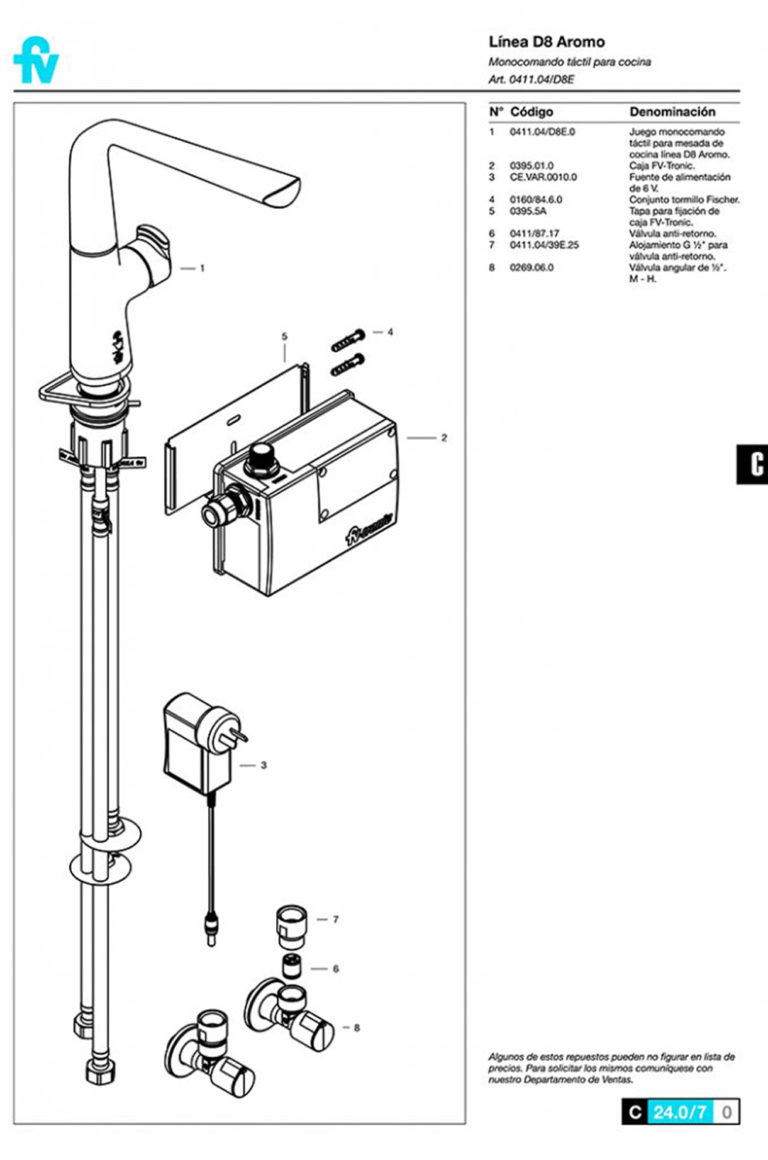 fv
Línea D8 Aromo
Monocomando táctil para cocina
Art. 0411.04/D8E
N° Código Denominación
1 0411.04/D8E.0 Juego monocomando
táctil para mesada de
cocina línea D8 Aromo.
2 0395.01.0 Caja FV-Tronic.
3 CE.VAR.0010.0 Fuente de alimentación
de 6 V.
4 0160/84.6.0 Conjunto tormillo Fischer.
5 0395.5A Tapa para fijación de
caja FV-Tronic.
6 0411/87.17 Válvula anti-retorno.
7 0411.04/39E.25 Alojamiento G ½" para
válvula anti-retorno.
8 0269.06.0 Válvula angular de ½".
M - H.
1
5
4
2
fv-tronic
C
3
7
6
8
Algunos de estos repuestos pueden no figurar en lista de
precios. Para solicitar los mismos comuníquese con
nuestro Departamento de Ventas.
C 24.0/7 0